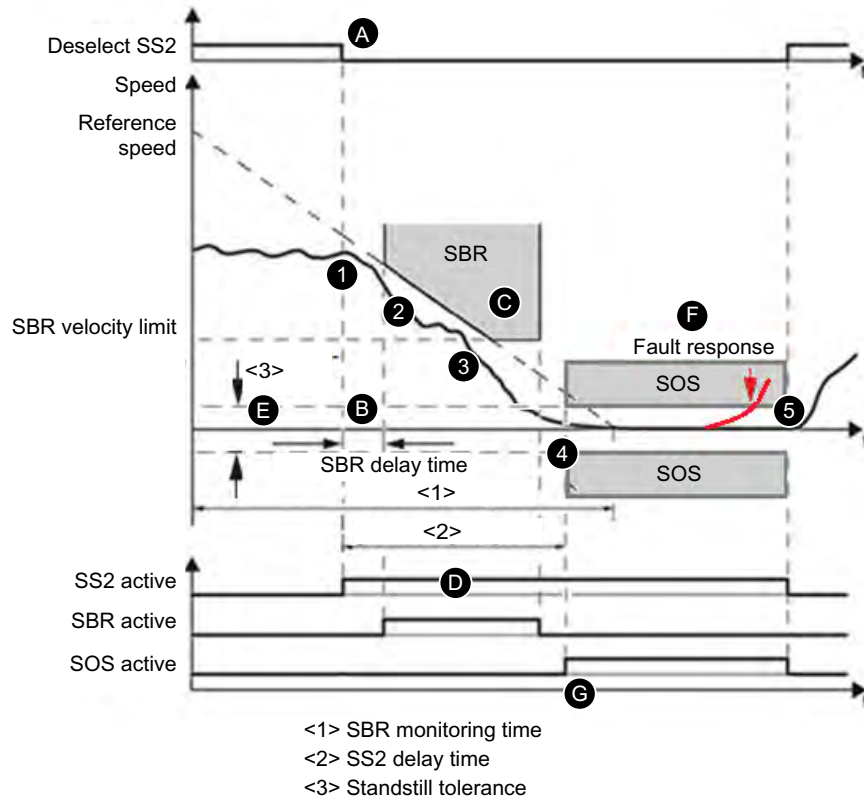 Deselect SS2
A
t
Speed
Reference
speed
1
SBR
2
C
SBR velocity limit
3
F
Fault response
<3>
SOS
E
B
5
t
SBR delay time
4
SOS
<1>
<2>
SS2 active
D
SBR active
SOS active
G
t
<1> SBR monitoring time
<2> SS2 delay time
<3> Standstill tolerance